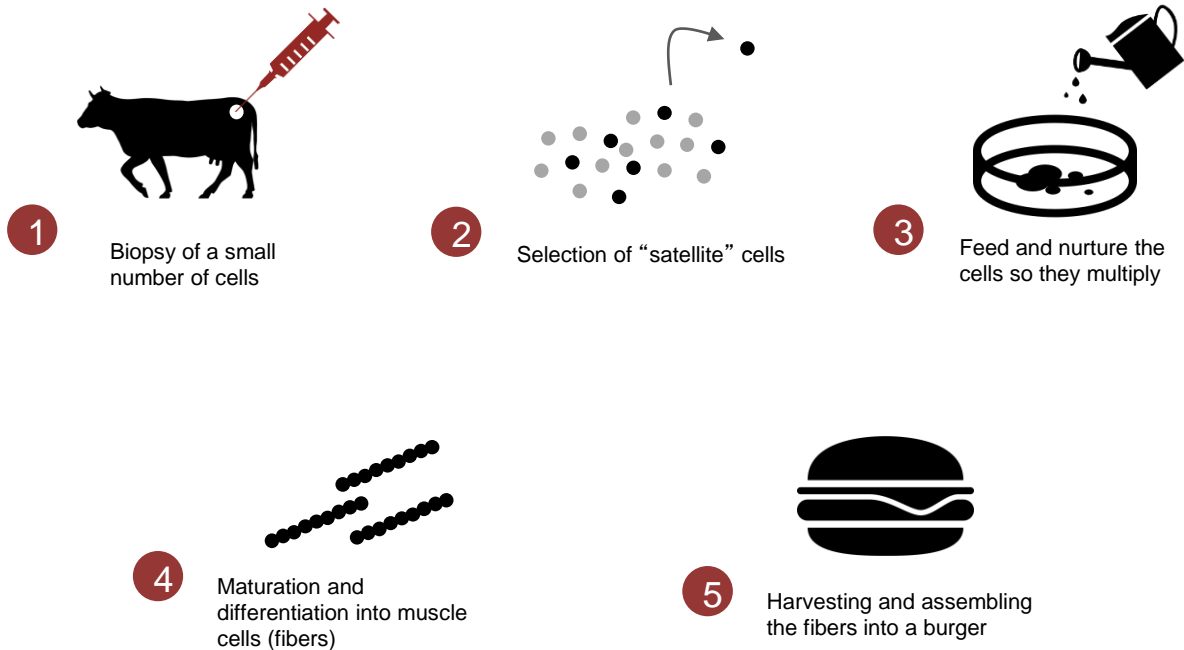 1
Biopsy of a small
number of cells
2
Selection of “satellite” cells
3
Feed and nurture the
cells so they multiply
4
Maturation and
differentiation into muscle
cells (fibers)
5
Harvesting and assembling
the fibers into a burger